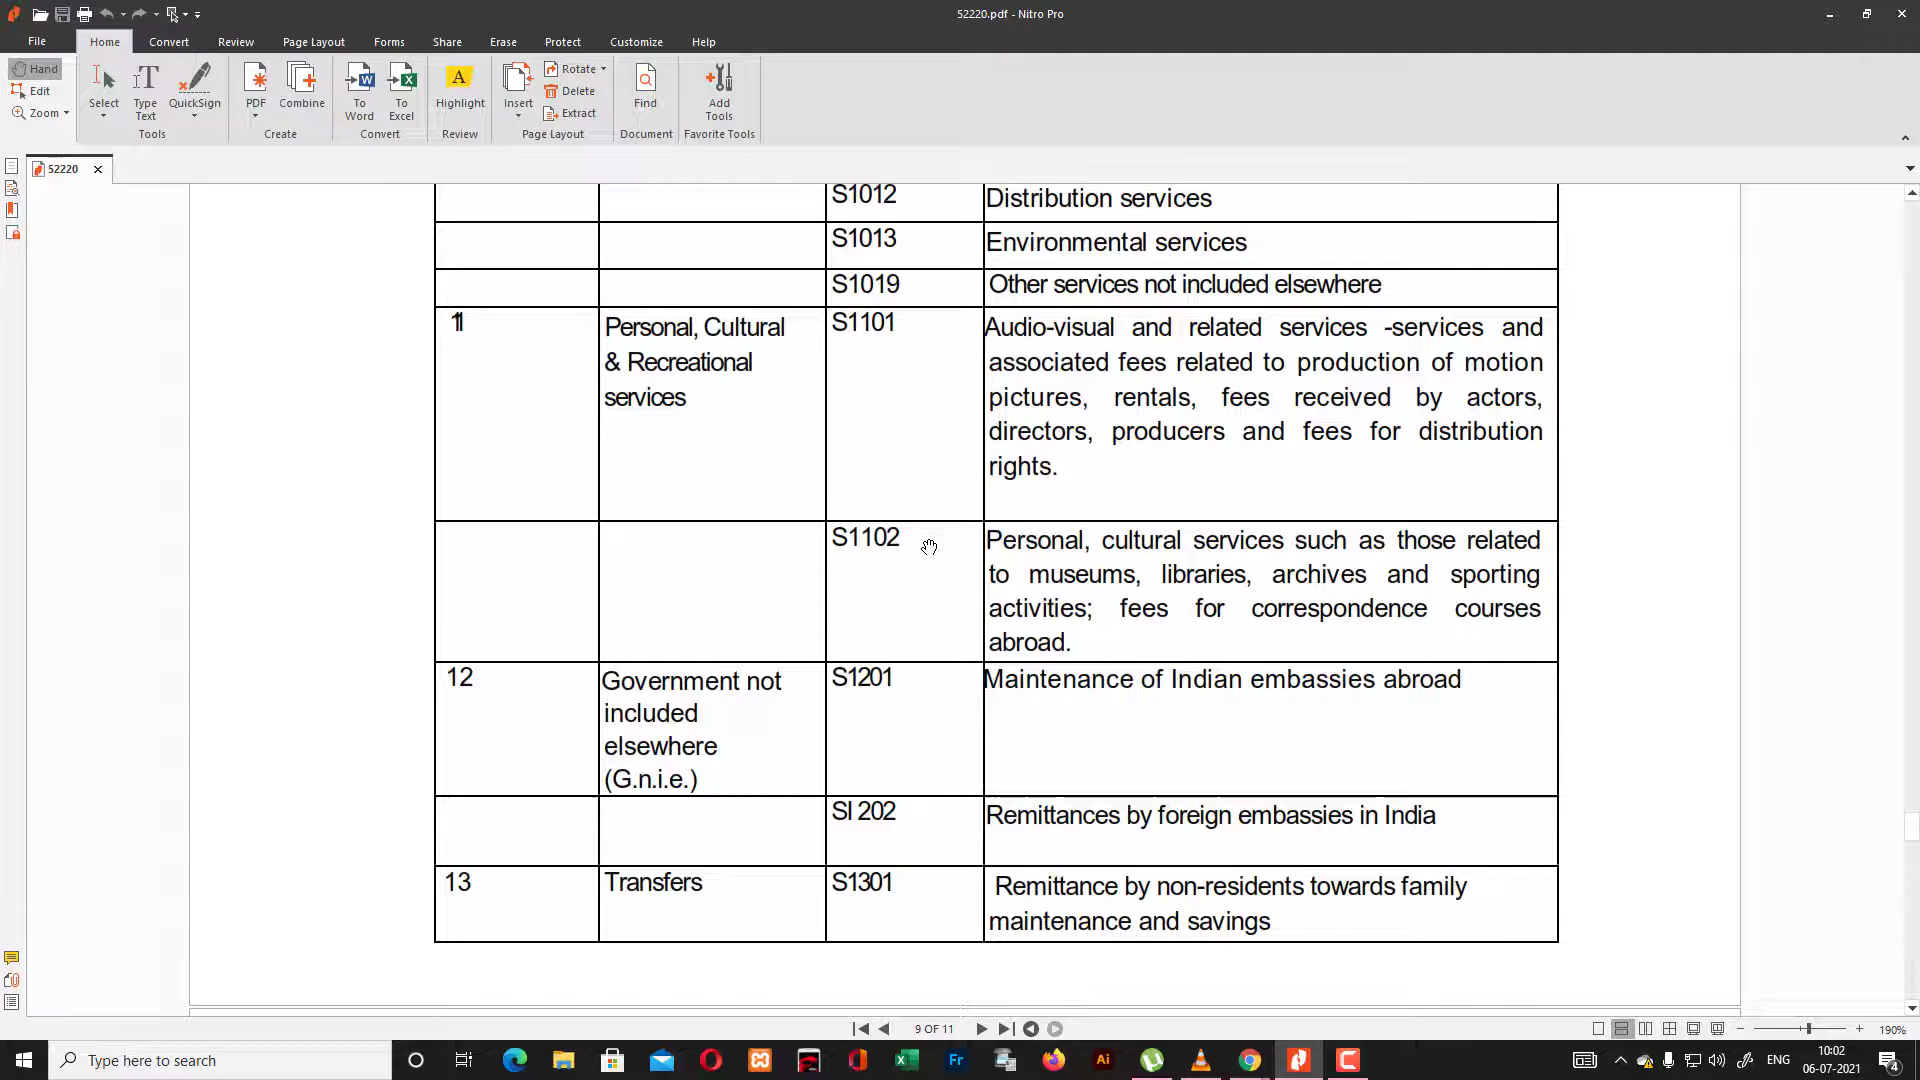 52220.pdf - Nitro Pro
File Home Convert Review Page Layout Forms Share Erase Protect Customize Help
Hand
Edit
Zoom
Select
Type Text
QuickSign
Tools
PDF
Combine
Create
To Word
To Excel
Convert
Highlight
Review
Insert
Rotate
Delete
Extract
Page Layout
Find
Document
Add Tools
Favorite Tools
52220
S1012 Distribution services
S1013 Environmental services
S1019 Other services not included elsewhere
11 Personal, Cultural & Recreational services S1101
Audio-visual and related services -services and
associated fees related to production of motion
pictures, rentals, fees received by actors,
directors, producers and fees for distribution
rights.
S1102
Personal, cultural services such as those related
to museums, libraries, archives and sporting
activities; fees for correspondence courses
abroad.
12
Government not
included
elsewhere
(G.n.i.e.)
S1201
Maintenance of Indian embassies abroad
SI 202 Remittances by foreign embassies in India
13 Transfers S1301
Remittance by non-residents towards family
maintenance and savings
9 OF 11
190%
Type here to search
ENG
10:02
06-07-2021
4